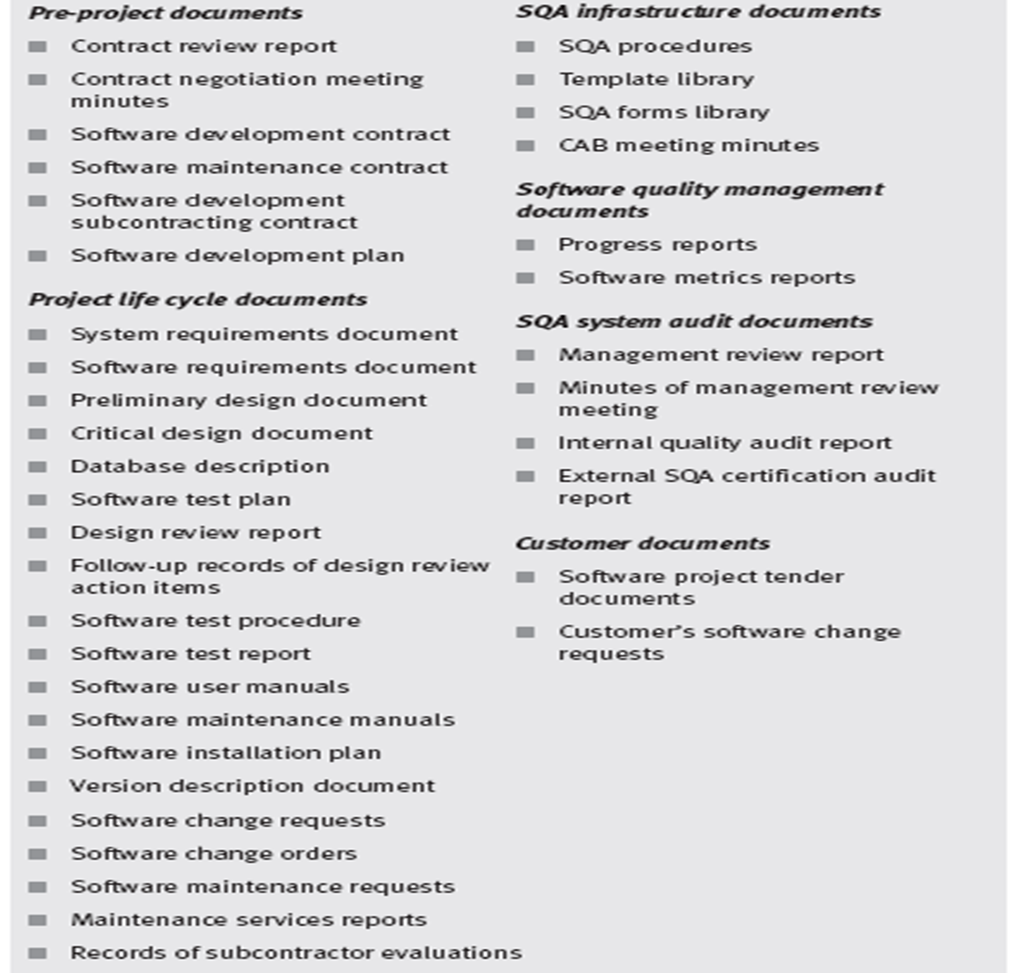 Pre-project documents
Contract review report
Contract negotiation meeting
minutes
Software development contract
Software maintenance contract
Software development
subcontracting contract
Software development plan
Project life cycle documents
System requirements document
Software requirements document
Preliminary design document
Critical design document
Database description
Software test plan
Design review report
Follow-up records of design review
action items
Software test procedure
Software test report
Software user manuals
Software maintenance manuals
Software installation plan
Version description document
Software change requests
Software change orders
Software maintenance requests
Maintenance services reports
Records of subcontractor evaluations
SQA infrastructure documents
SQA procedures
Template library
SQA forms library
CAB meeting minutes
Software quality management
documents
Progress reports
Software metrics reports
SQA system audit documents
Management review report
Minutes of management review
meeting
Internal quality audit report
External SQA certification audit
report
Customer documents
Software project tender
documents
Customer's software change
requests